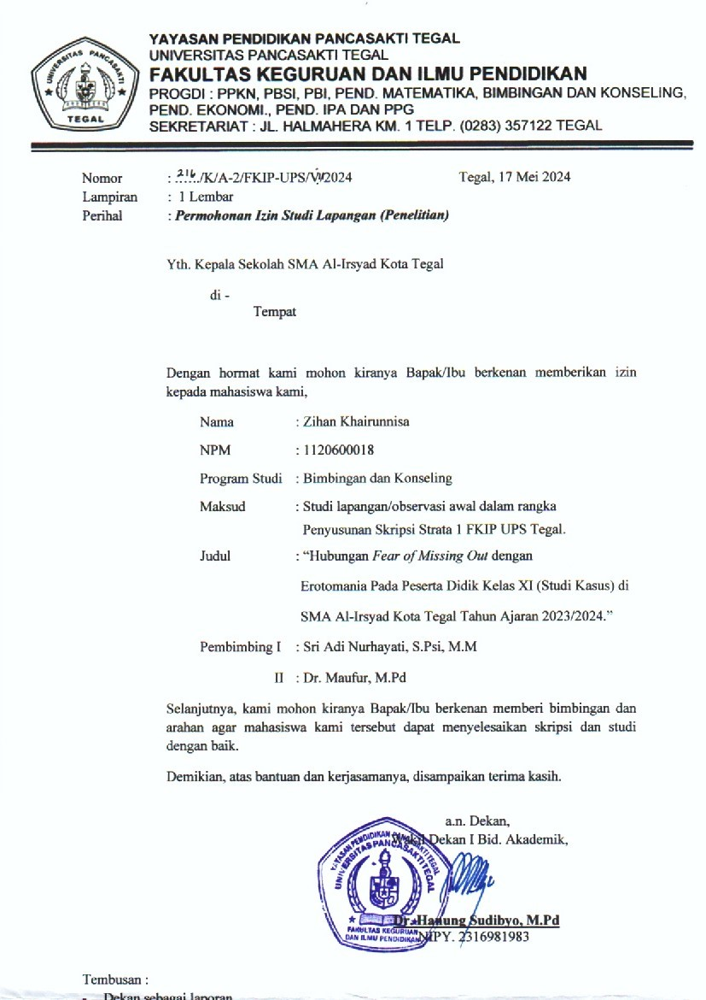 YAYASAN PENDIDIKAN PANCASAKTI TEGAL
UNIVERSITAS PANCASAKTI TEGAL
FAKULTAS KEGURUAN DAN ILMU PENDIDIKAN
PROGDI : PPKN, PBSI, PBI, PEND. MATEMATIKA, BIMBINGAN DAN KONSELING,
PEND. EKONOMI., PEND. IPA DAN PPG
SEKRETARIAT : JL. HALMAHERA KM. 1 TELP. (0283) 357122 TEGAL
UNIVERSITAS PANCASAKTI
TEGAL
Nomor : 216/K/A-2/FKIP-UPS/ /2024 Tegal, 17 Mei 2024
Lampiran : 1 Lembar
Perihal : Permohonan Izin Studi Lapangan (Penelitian)
Yth. Kepala Sekolah SMA Al-Irsyad Kota Tegal
di -
Tempat
Dengan hormat kami mohon kiranya Bapak/Ibu berkenan memberikan izin
kepada mahasiswa kami,
Nama : Zihan Khairunnisa
NPM : 1120600018
Program Studi : Bimbingan dan Konseling
Maksud : Studi lapangan/observasi awal dalam rangka
Penyusunan Skripsi Strata 1 FKIP UPS Tegal.
Judul : “Hubungan Fear of Missing Out dengan
Erotomania Pada Peserta Didik Kelas XI (Studi Kasus) di
SMA Al-Irsyad Kota Tegal Tahun Ajaran 2023/2024.”
Pembimbing I : Sri Adi Nurhayati, S.Psi, M.M
II : Dr. Maufur, M.Pd
Selanjutnya, kami mohon kiranya Bapak/Ibu berkenan memberi bimbingan dan
arahan agar mahasiswa kami tersebut dapat menyelesaikan skripsi dan studi
dengan baik.
Demikian, atas bantuan dan kerjasamanya, disampaikan terima kasih.
a.n. Dekan,
Wakil Dekan I Bid. Akademik,
YAYASAN PENDIDIKAN PANCASAKTI TEGAL
UNIVERSITAS PANCASAKTI TEGAL
FAKULTAS KEGURUAN
DAN ILMU PENDIDIKAN
Dr. Hanung Sudibyo, M.Pd
NIPY. 2316981983
Tembusan :
- Dekan sebagai laporan